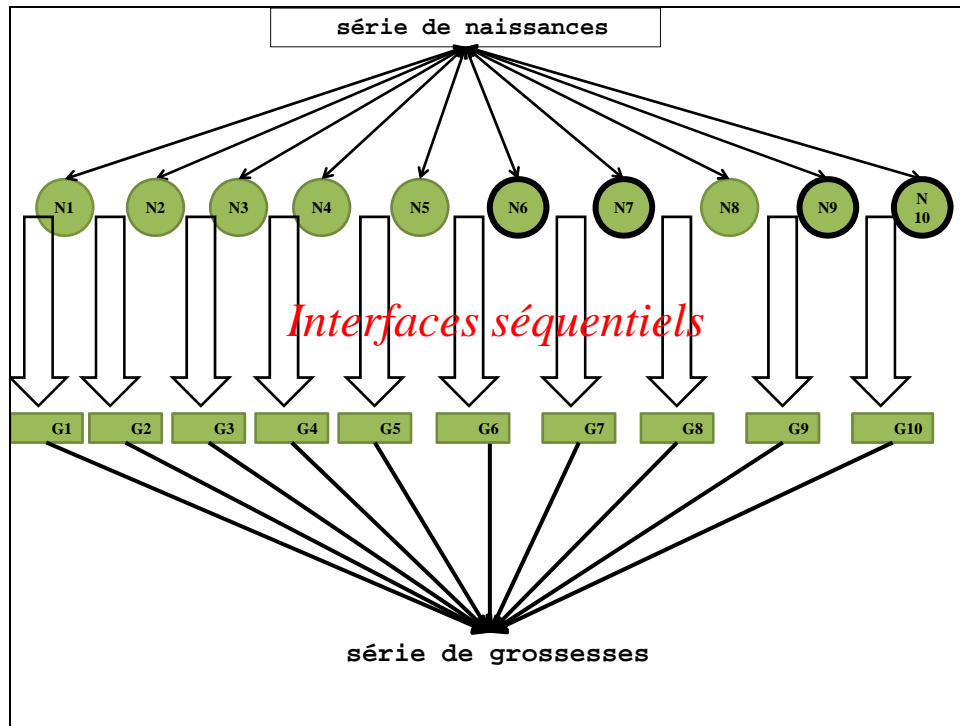 série de naissances
N1 N2 N3 N4 N5 N6 N7 N8 N9 N
10
Interfaces séquentiels
G1 G2 G3 G4 G5 G6 G7 G8 G9 G10
série de grossesses